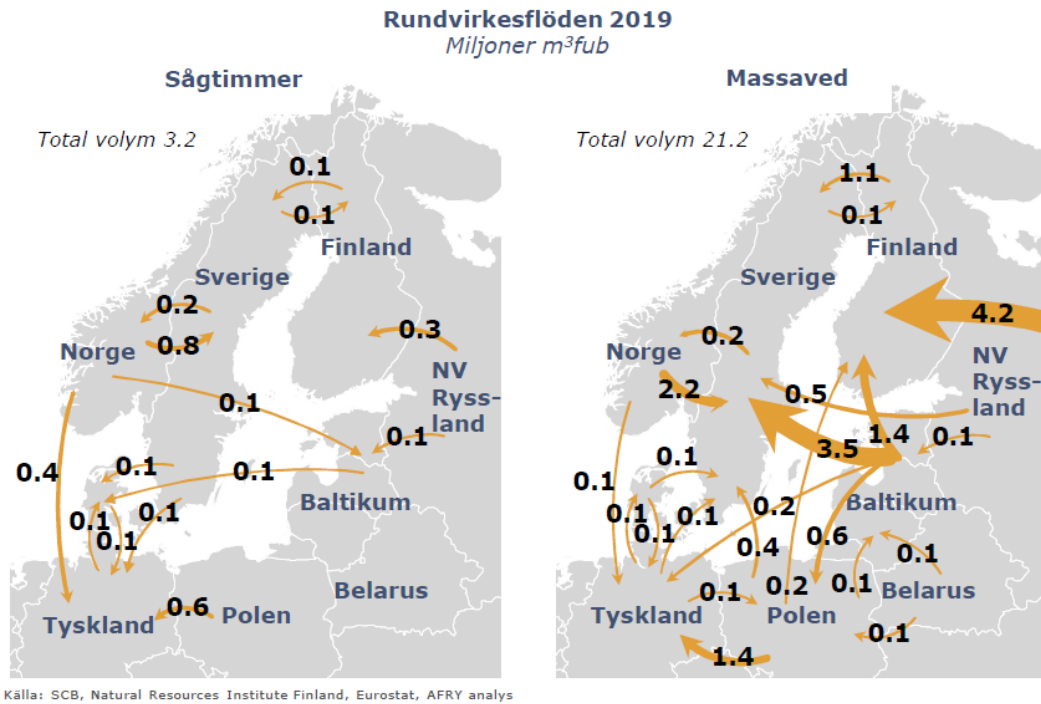 Rundvirkesflöden 2019
Miljoner m³fub
Sågtimmer
Total volym 3.2
0.1
0.1
Finland
Sverige
0.2
0.8
0.3
Norge
NV
Ryss-
land
0.1
0.1
0.4
0.1
0.1
Baltikum
0.1
0.1
0.1
Belarus
0.6
Tyskland
Polen
Massaved
Total volym 21.2
1.1
0.1
Finland
Sverige
4.2
0.2
Norge
NV
Ryss-
land
2.2
0.5
1.4
0.1
3.5
0.1
0.1
0.2
Baltikum
0.1
0.1
0.1
0.6
0.4
0.1
0.1
0.2
0.1
Belarus
Tyskland
Polen
0.1
1.4
Källa: SCB, Natural Resources Institute Finland, Eurostat, AFRY analys